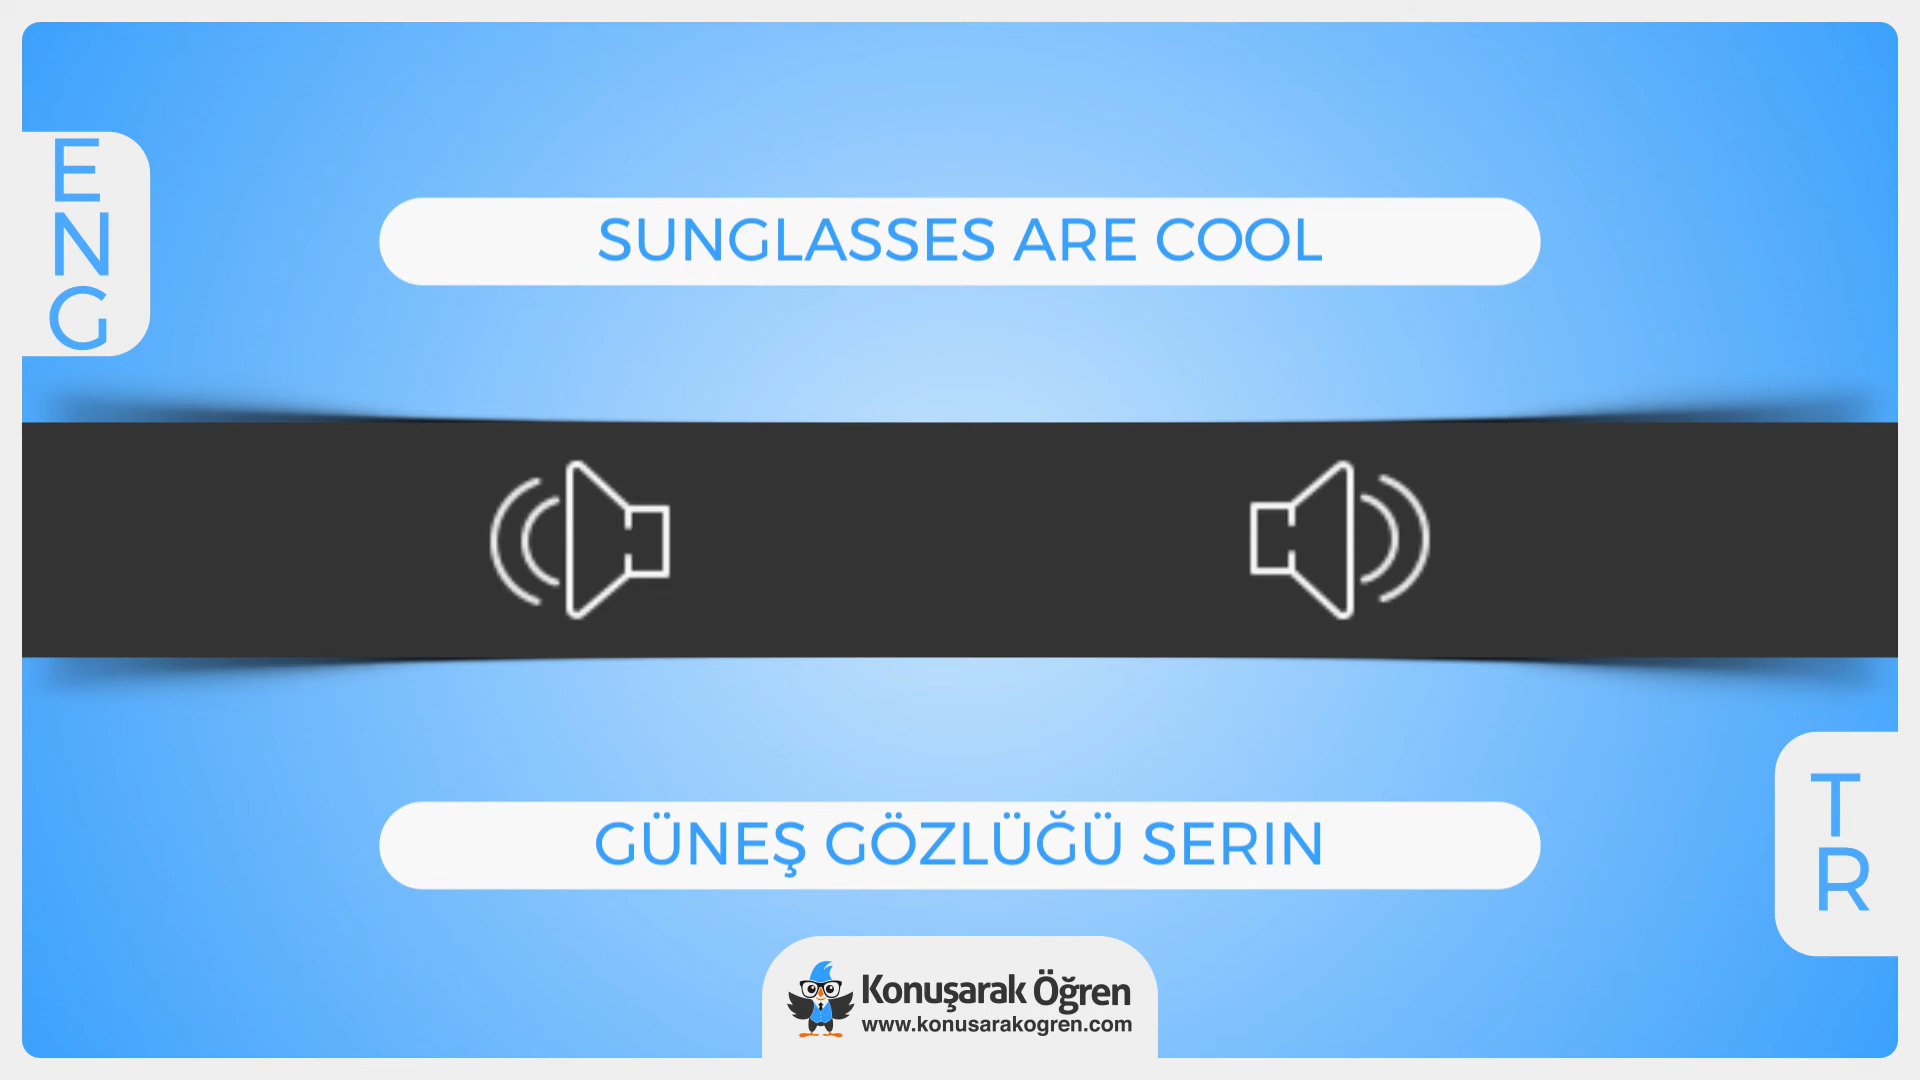 ENG
SUNGLASSES ARE COOL
GÜNEŞ GÖZLÜĞÜ SERIN
TR
Konuşarak Öğren
www.konusarakogren.com